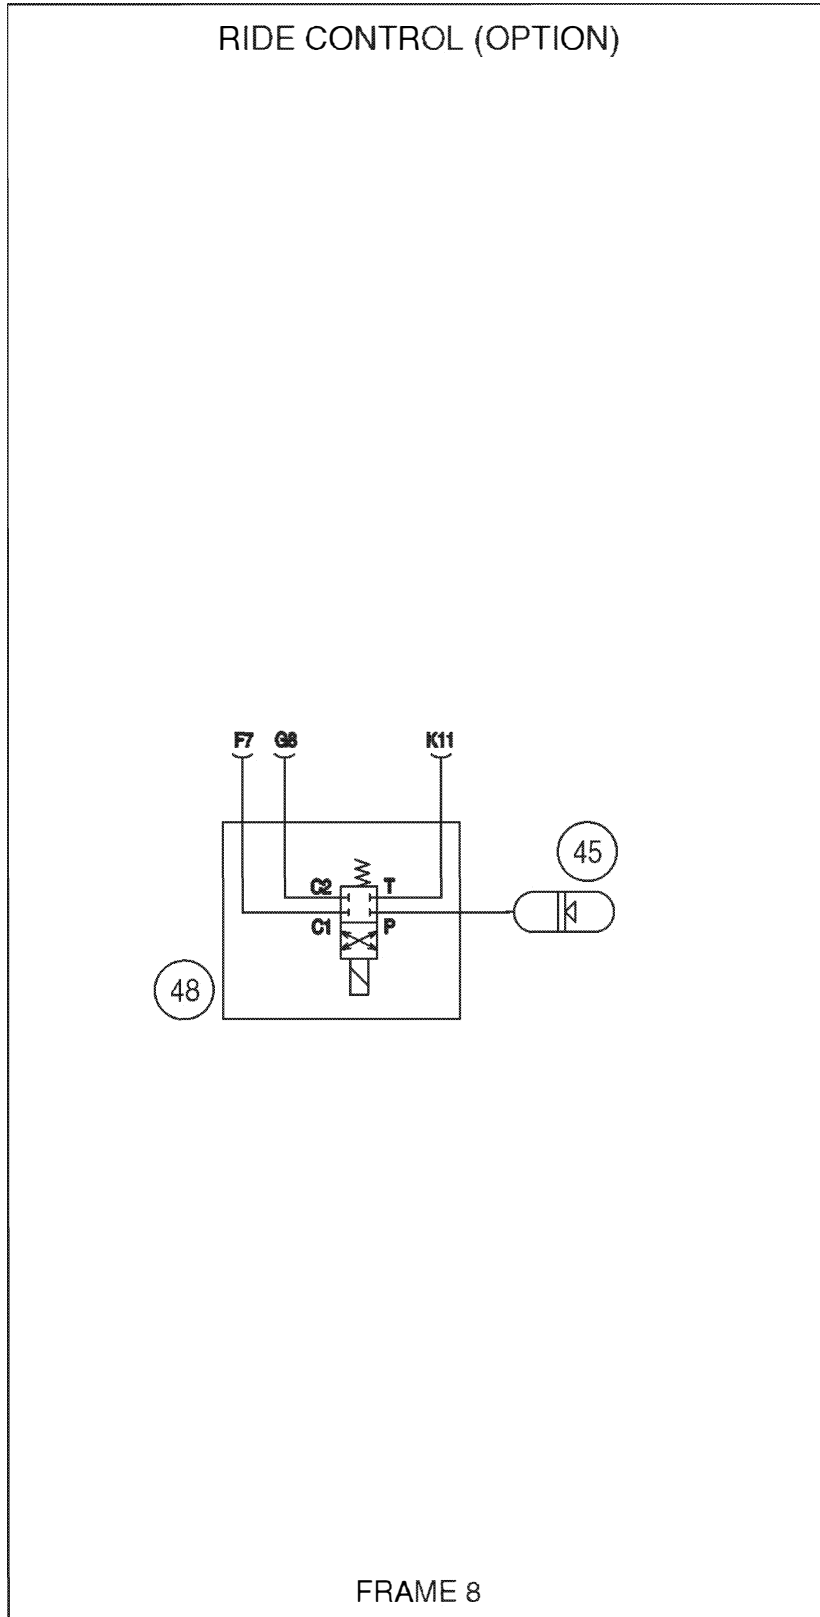 RIDE CONTROL (OPTION)
F7 G8 K11
45
C2 T
C1 P
48
FRAME 8